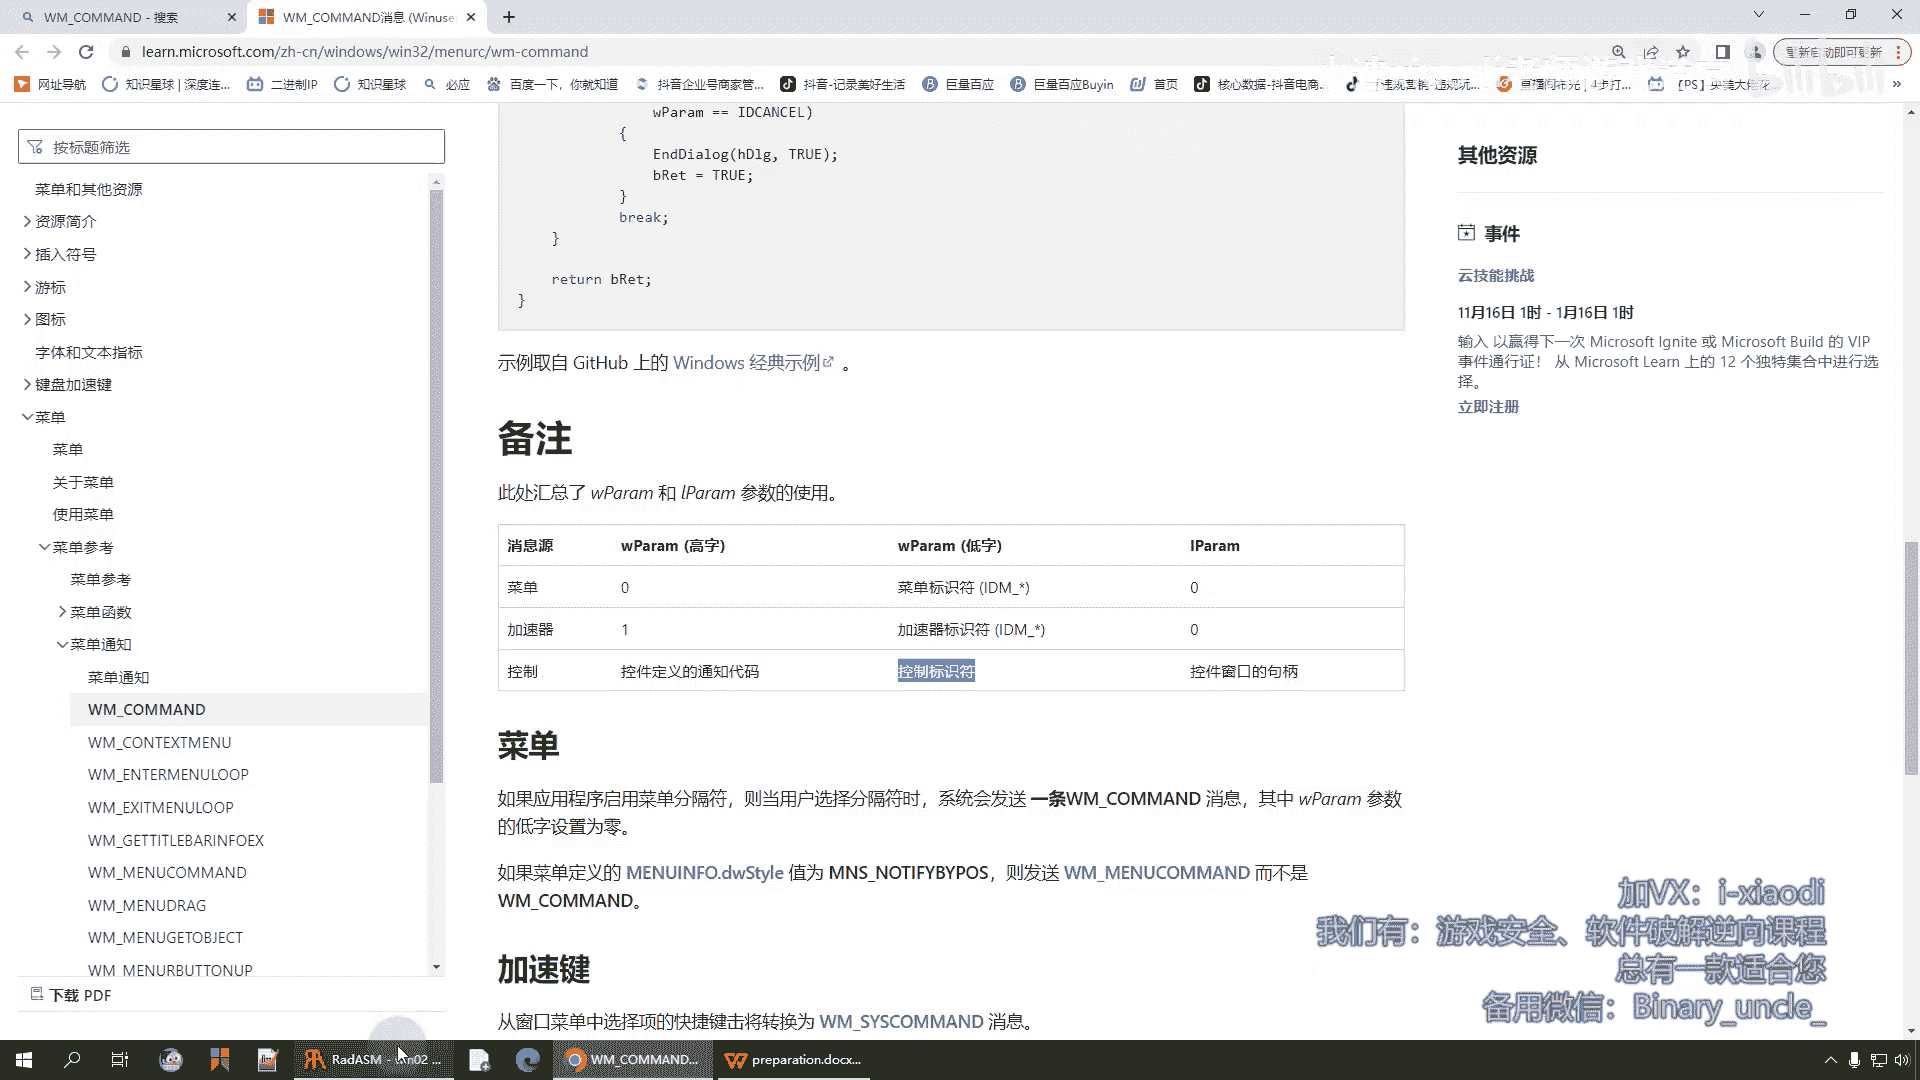 WM_COMMAND - 搜索
WM_COMMAND消息 (Winuse
learn.microsoft.com/zh-cn/windows/win32/menurc/wm-command
重新启动即可更新
网址导航
知识星球 | 深度连...
二进制IP
知识星球
必应
百度一下，你就知道
抖音企业号商家管...
抖音-记录美好生活
巨量百应
巨量百应Buyin
首页
核心数据-抖音电商...
按标题筛选
菜单和其他资源
资源简介
插入符号
游标
图标
字体和文本指标
键盘加速键
菜单
菜单
关于菜单
使用菜单
菜单参考
菜单参考
菜单函数
菜单通知
菜单通知
WM_COMMAND
WM_CONTEXTMENU
WM_ENTERMENULOOP
WM_EXITMENULOOP
WM_GETTITLEBARINFOEX
WM_MENUCOMMAND
WM_MENUDRAG
WM_MENUGETOBJECT
WM_MENURBUTTONUP
下载 PDF
wParam == IDCANCEL)
{
EndDialog(hDlg, TRUE);
bRet = TRUE;
}
break;
}
return bRet;
}
示例取自 GitHub 上的 Windows 经典示例 。
备注
此处汇总了 wParam 和 lParam 参数的使用。
消息源 wParam (高字) wParam (低字) lParam
菜单 0 菜单标识符 (IDM_*) 0
加速器 1 加速器标识符 (IDM_*) 0
控制 控件定义的通知代码 控制标识符 控件窗口的句柄
菜单
如果应用程序启用菜单分隔符，则当用户选择分隔符时，系统会发送 一条WM_COMMAND 消息，其中 wParam 参数
的低字设置为零。
如果菜单定义的 MENUINFO.dwStyle 值为 MNS_NOTIFYBYPOS，则发送 WM_MENUCOMMAND 而不是
WM_COMMAND。
加速键
从窗口菜单中选择项的快捷键击将转换为 WM_SYSCOMMAND 消息。
其他资源
事件
云技能挑战
11月16日 1时 - 1月16日 1时
输入 以赢得下一次 Microsoft Ignite 或 Microsoft Build 的 VIP
事件通行证！ 从 Microsoft Learn 上的 12 个独特集合中进行选
择。
立即注册
加VX：i-xiaodi
我们有：游戏安全、软件破解逆向课程
总有一款适合您
备用微信：Binary_uncle_
RadASM - win02 ...
WM_COMMAND...
preparation.docx...